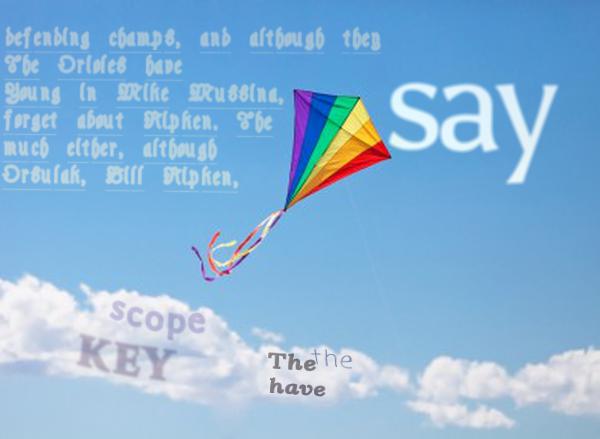 defending champs, and although they
The Orioles have
Young in Mike Mussina,
forget about Ripken. The
much either, although
Orsulak, Bill Ripken,
say
scope
KEY
The the
have